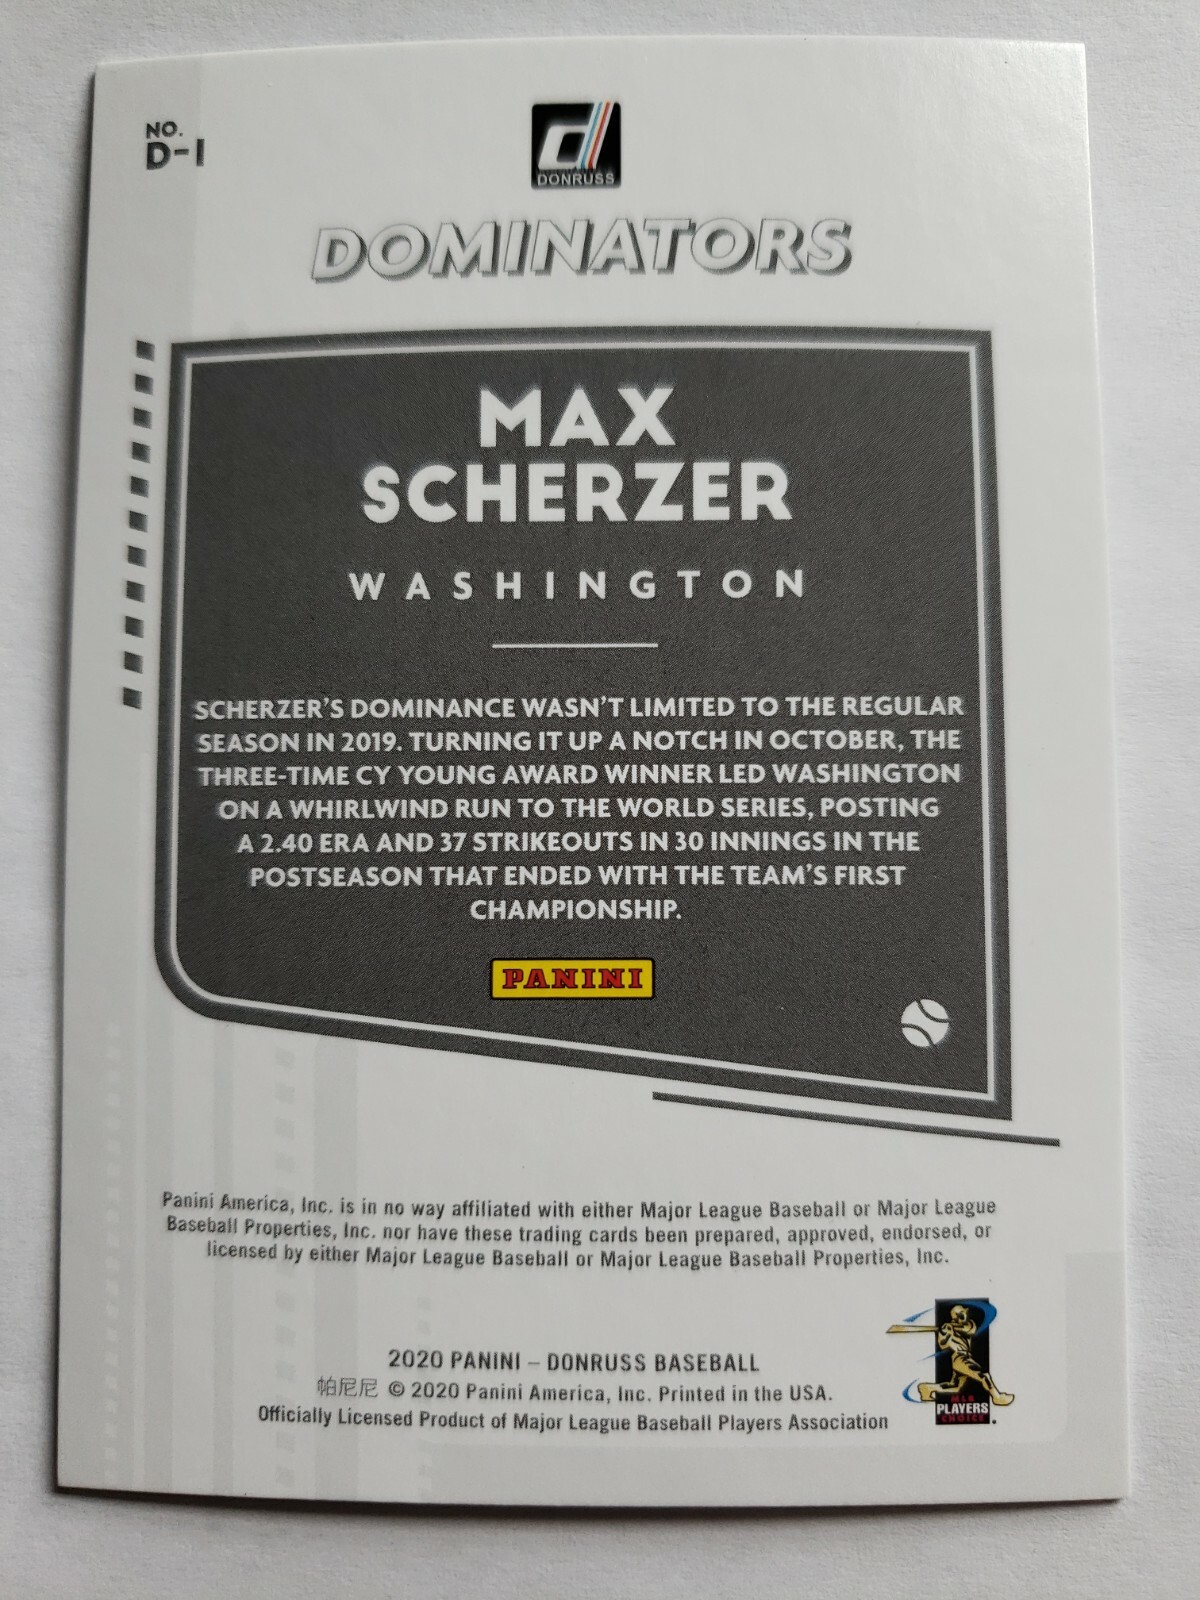 NO.
D-1
DONRUSS
DOMINATORS
MAX
SCHERZER
WASHINGTON
SCHERZER'S DOMINANCE WASN'T LIMITED TO THE REGULAR
SEASON IN 2019. TURNING IT UP A NOTCH IN OCTOBER, THE
THREE-TIME CY YOUNG AWARD WINNER LED WASHINGTON
ON A WHIRLWIND RUN TO THE WORLD SERIES, POSTING
A 2.40 ERA AND 37 STRIKEOUTS IN 30 INNINGS IN THE
POSTSEASON THAT ENDED WITH THE TEAM'S FIRST
CHAMPIONSHIP.
PANINI
Panini America, Inc. is in no way affiliated with either Major League Baseball or Major League
Baseball Properties, Inc. nor have these trading cards been prepared, approved, endorsed, or
licensed by either Major League Baseball or Major League Baseball Properties, Inc.
2020 PANINI – DONRUSS BASEBALL
帕尼尼 © 2020 Panini America, Inc. Printed in the USA.
Officially Licensed Product of Major League Baseball Players Association
MLB
PLAYERS
CHOICE